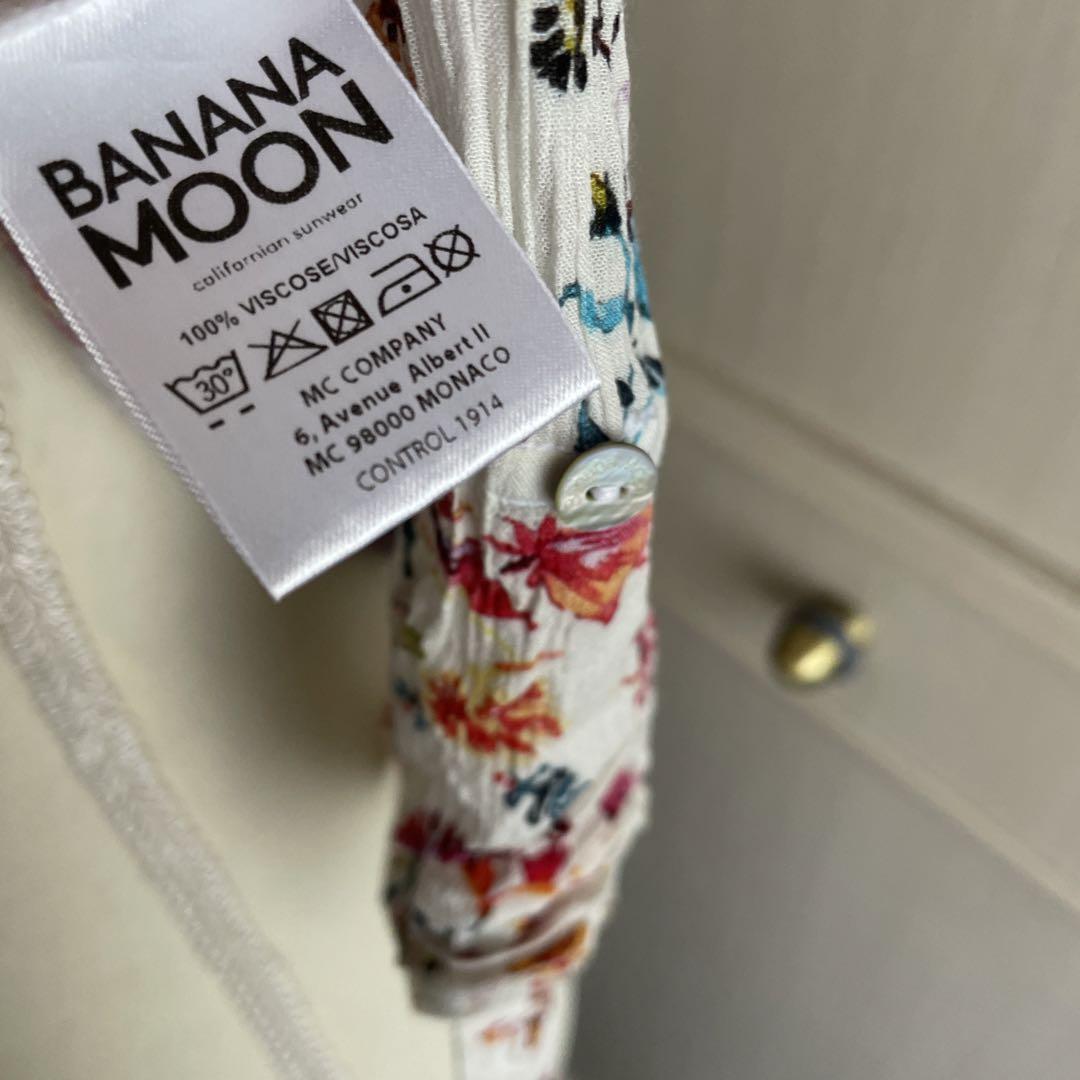 BANANA
MOON
californian sunwear
100% VISCOSE/VISCOSA
30°
MC COMPANY
6, Avenue Albert II
MC 98000 MONACO
CONTROL 1914